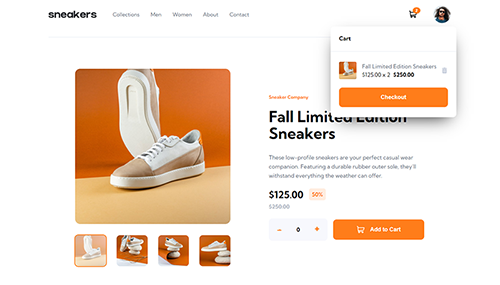 sneakers
Collections Men Women About Contact
2
Cart
Fall Limited Edition Sneakers
$125.00 x 2 $250.00
Checkout
Sneaker Company
Fall Limited Edition
Sneakers
These low-profile sneakers are your perfect casual wear
companion. Featuring a durable rubber outer sole, they'll
withstand everything the weather can offer.
$125.00 50%
$250.00
- 0 +
Add to Cart